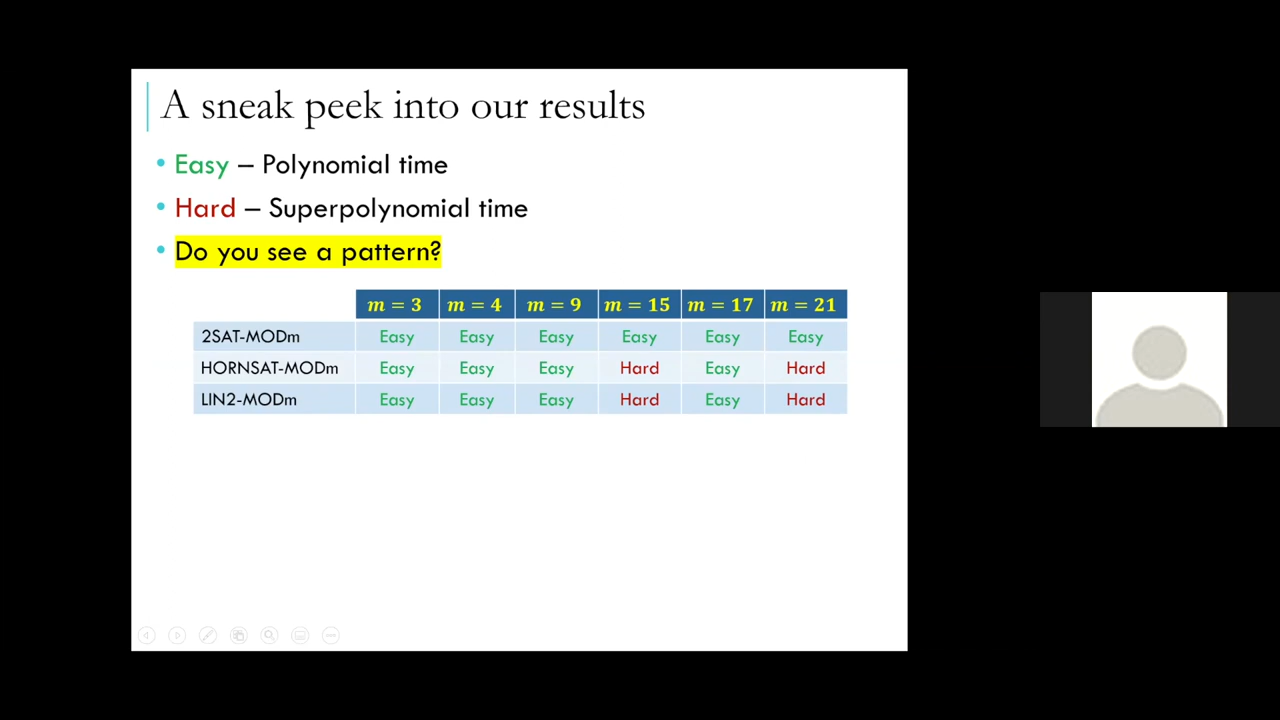 A sneak peek into our results
• Easy – Polynomial time
• Hard – Superpolynomial time
• Do you see a pattern?
m = 3 m = 4 m = 9 m = 15 m = 17 m = 21
2SAT-MODm Easy Easy Easy Easy Easy Easy
HORNSAT-MODm Easy Easy Easy Hard Easy Hard
LIN2-MODm Easy Easy Easy Hard Easy Hard